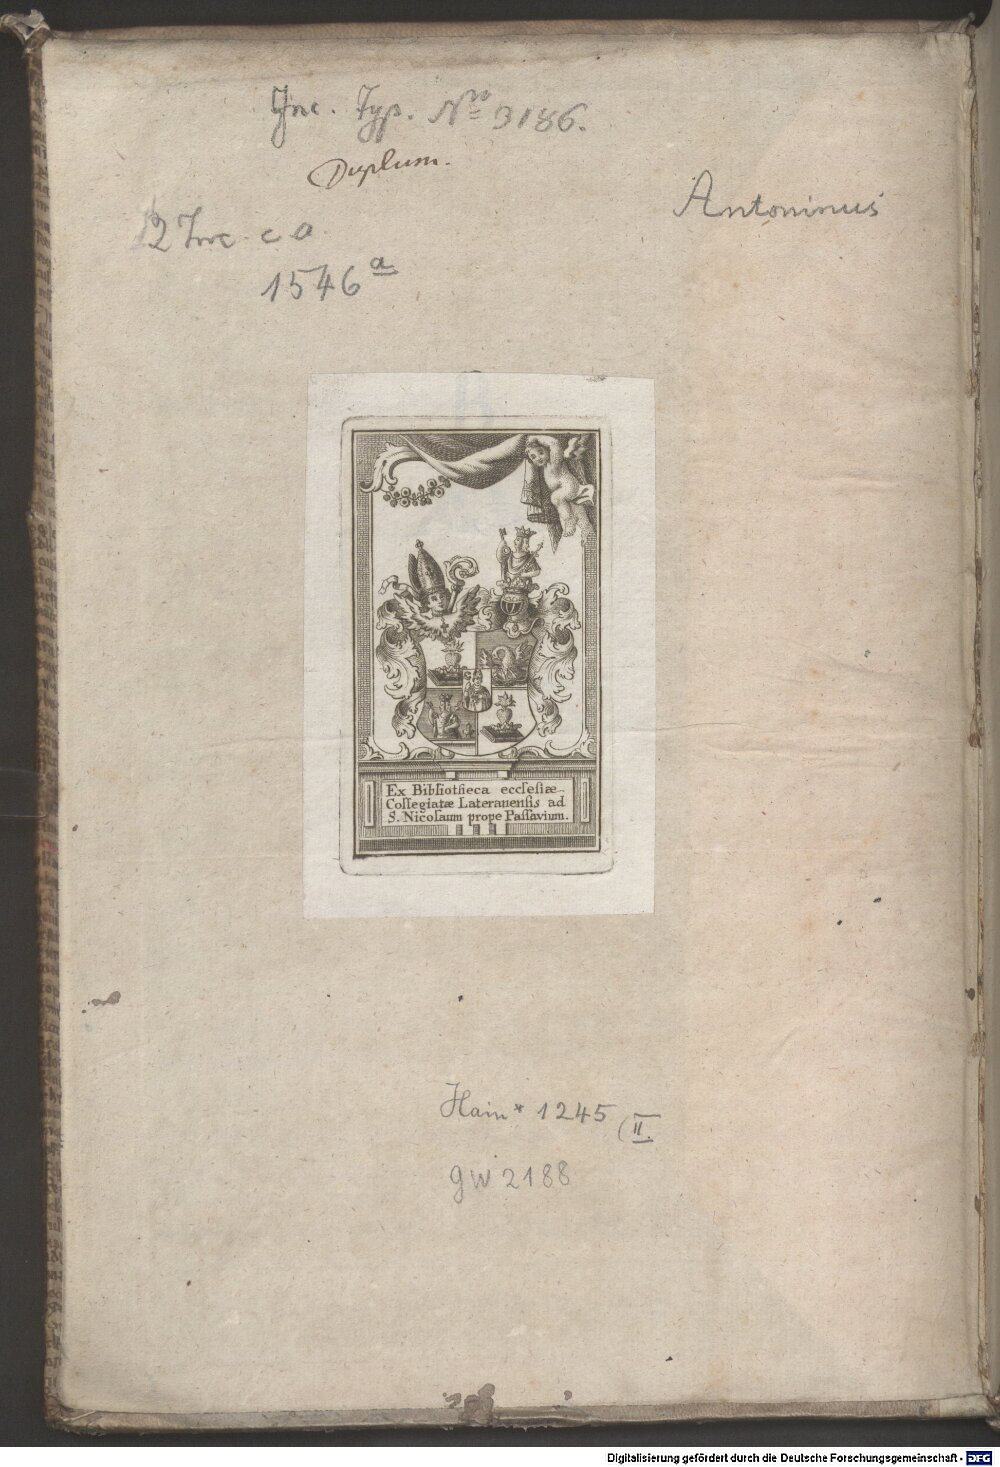 Inc. Typ. Nro 3186.
Duplum.
Antoninus
2 Inc. c. a.
1546 a
Ex Bibliotheca ecclesiæ
Collegiatæ Lateranensis ad
S. Nicolaum prope Passavium.
Hain* 1245 (II.
GW 2188
Digitalisierung gefördert durch die Deutsche Forschungsgemeinschaft - DFG